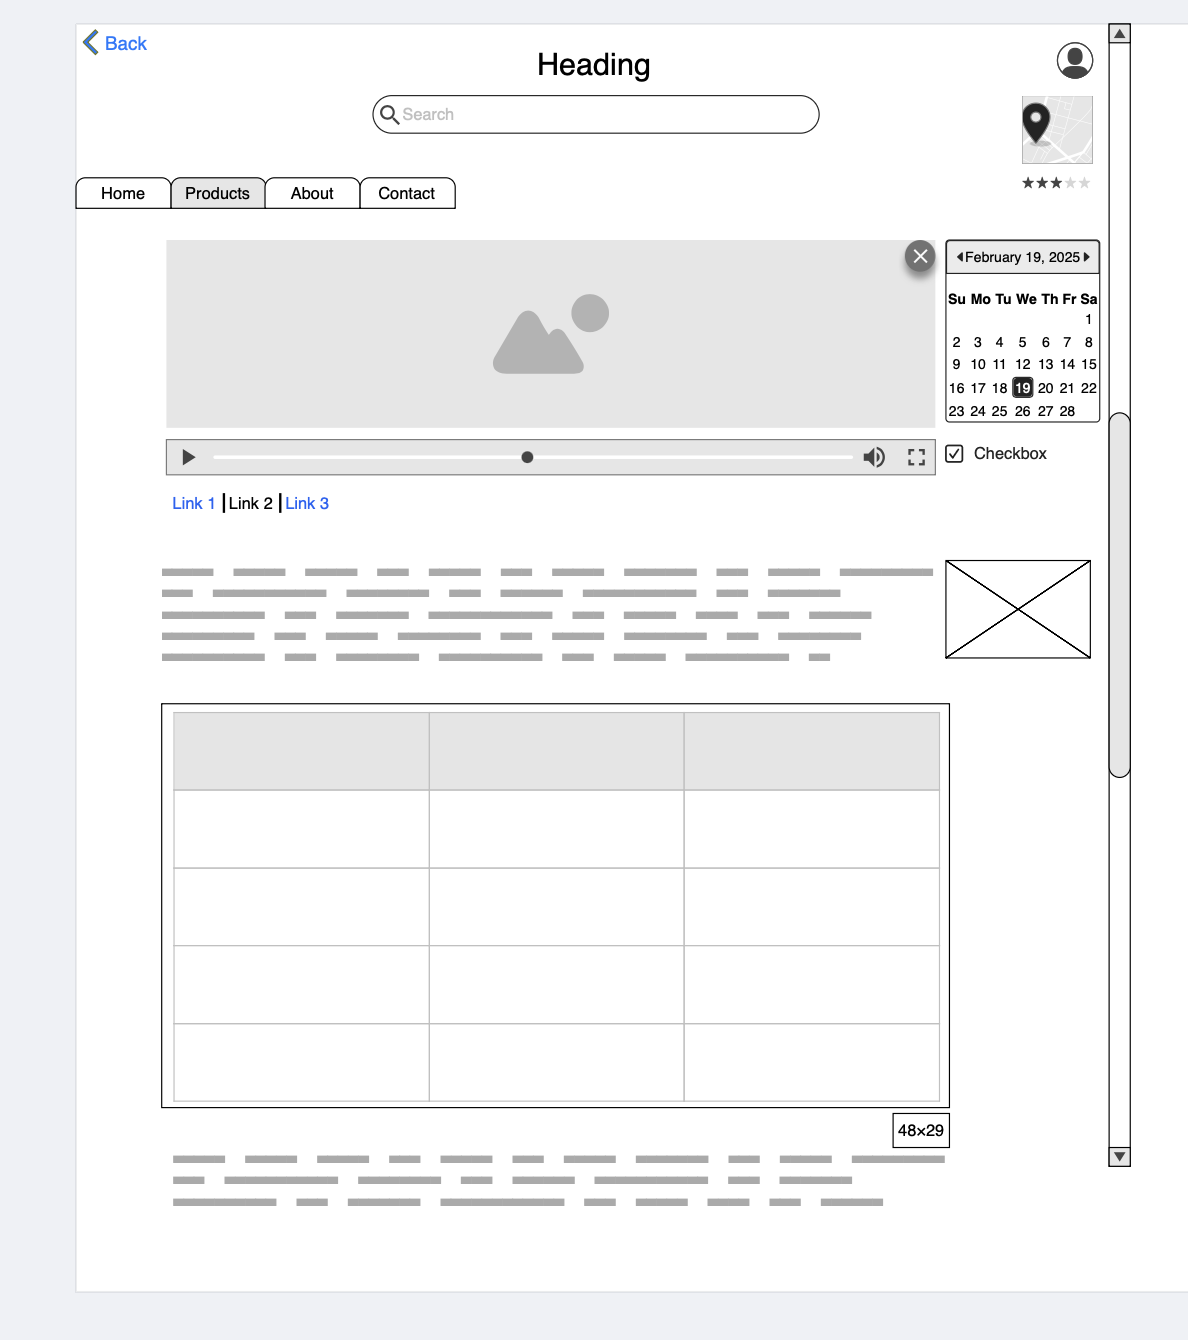 Back
Heading
Search
Home Products About Contact
February 19, 2025
Su Mo Tu We Th Fr Sa
1
2 3 4 5 6 7 8
9 10 11 12 13 14 15
16 17 18 19 20 21 22
23 24 25 26 27 28
Checkbox
Link 1 Link 2 Link 3
48×29